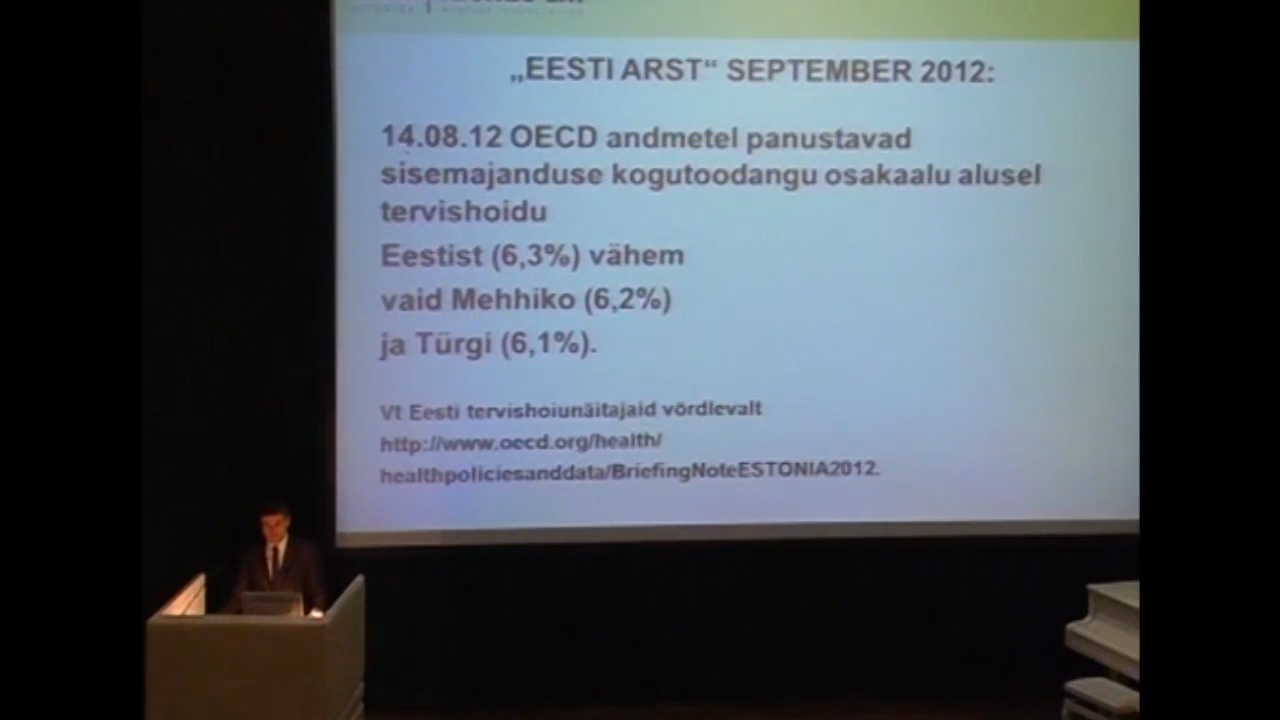 „EESTI ARST“ SEPTEMBER 2012:
14.08.12 OECD andmetel panustavad
sisemajanduse kogutoodangu osakaalu alusel
tervishoidu
Eestist (6,3%) vähem
vaid Mehhiko (6,2%)
ja Türgi (6,1%).
Vt Eesti tervishoiunäitajaid võrdlevalt
http://www.oecd.org/health/
healthpoliciesanddata/BriefingNoteESTONIA2012.